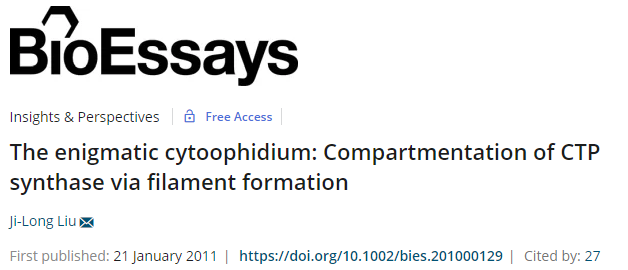 BioEssays
Insights & Perspectives | Free Access |
The enigmatic cytoophidium: Compartmentation of CTP
synthase via filament formation
Ji-Long Liu
First published: 21 January 2011 | https://doi.org/10.1002/bies.201000129 | Cited by: 27